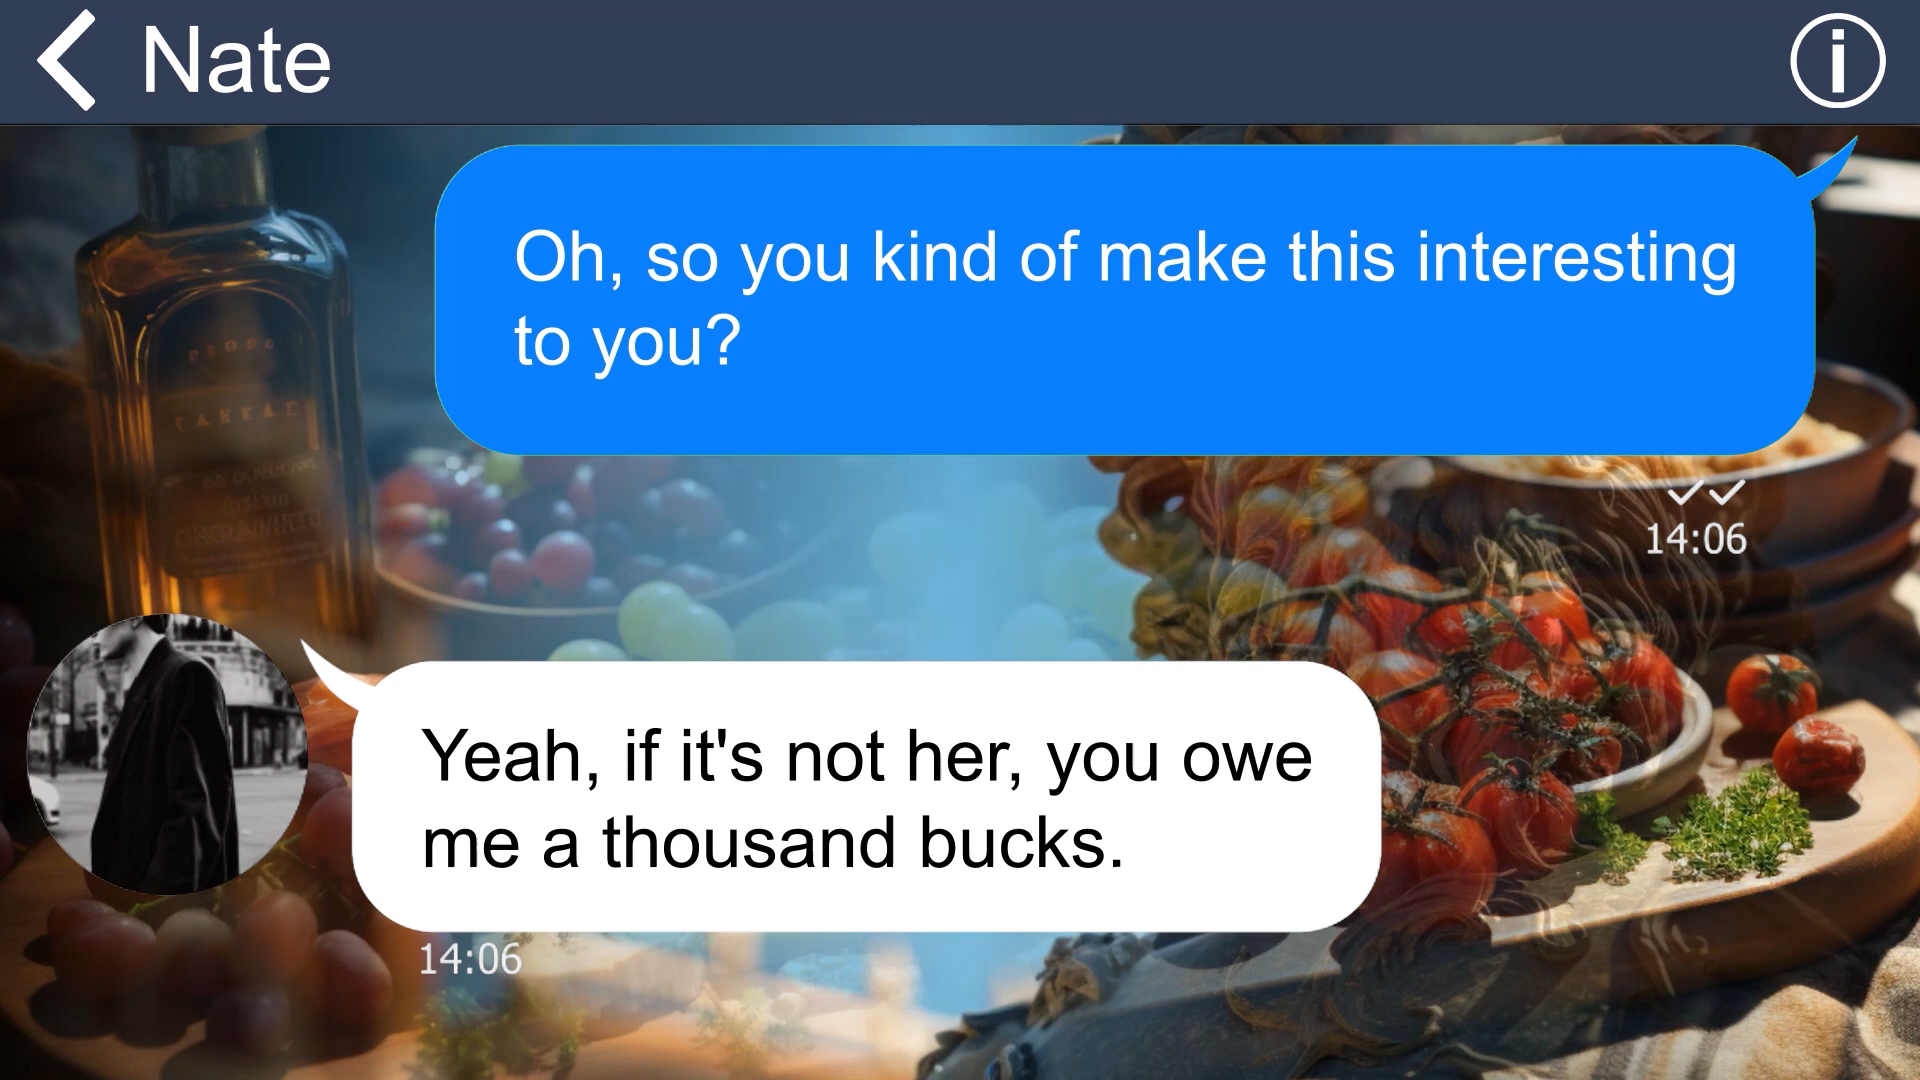 Nate
Oh, so you kind of make this interesting
to you?
14:06
Yeah, if it's not her, you owe
me a thousand bucks.
14:06